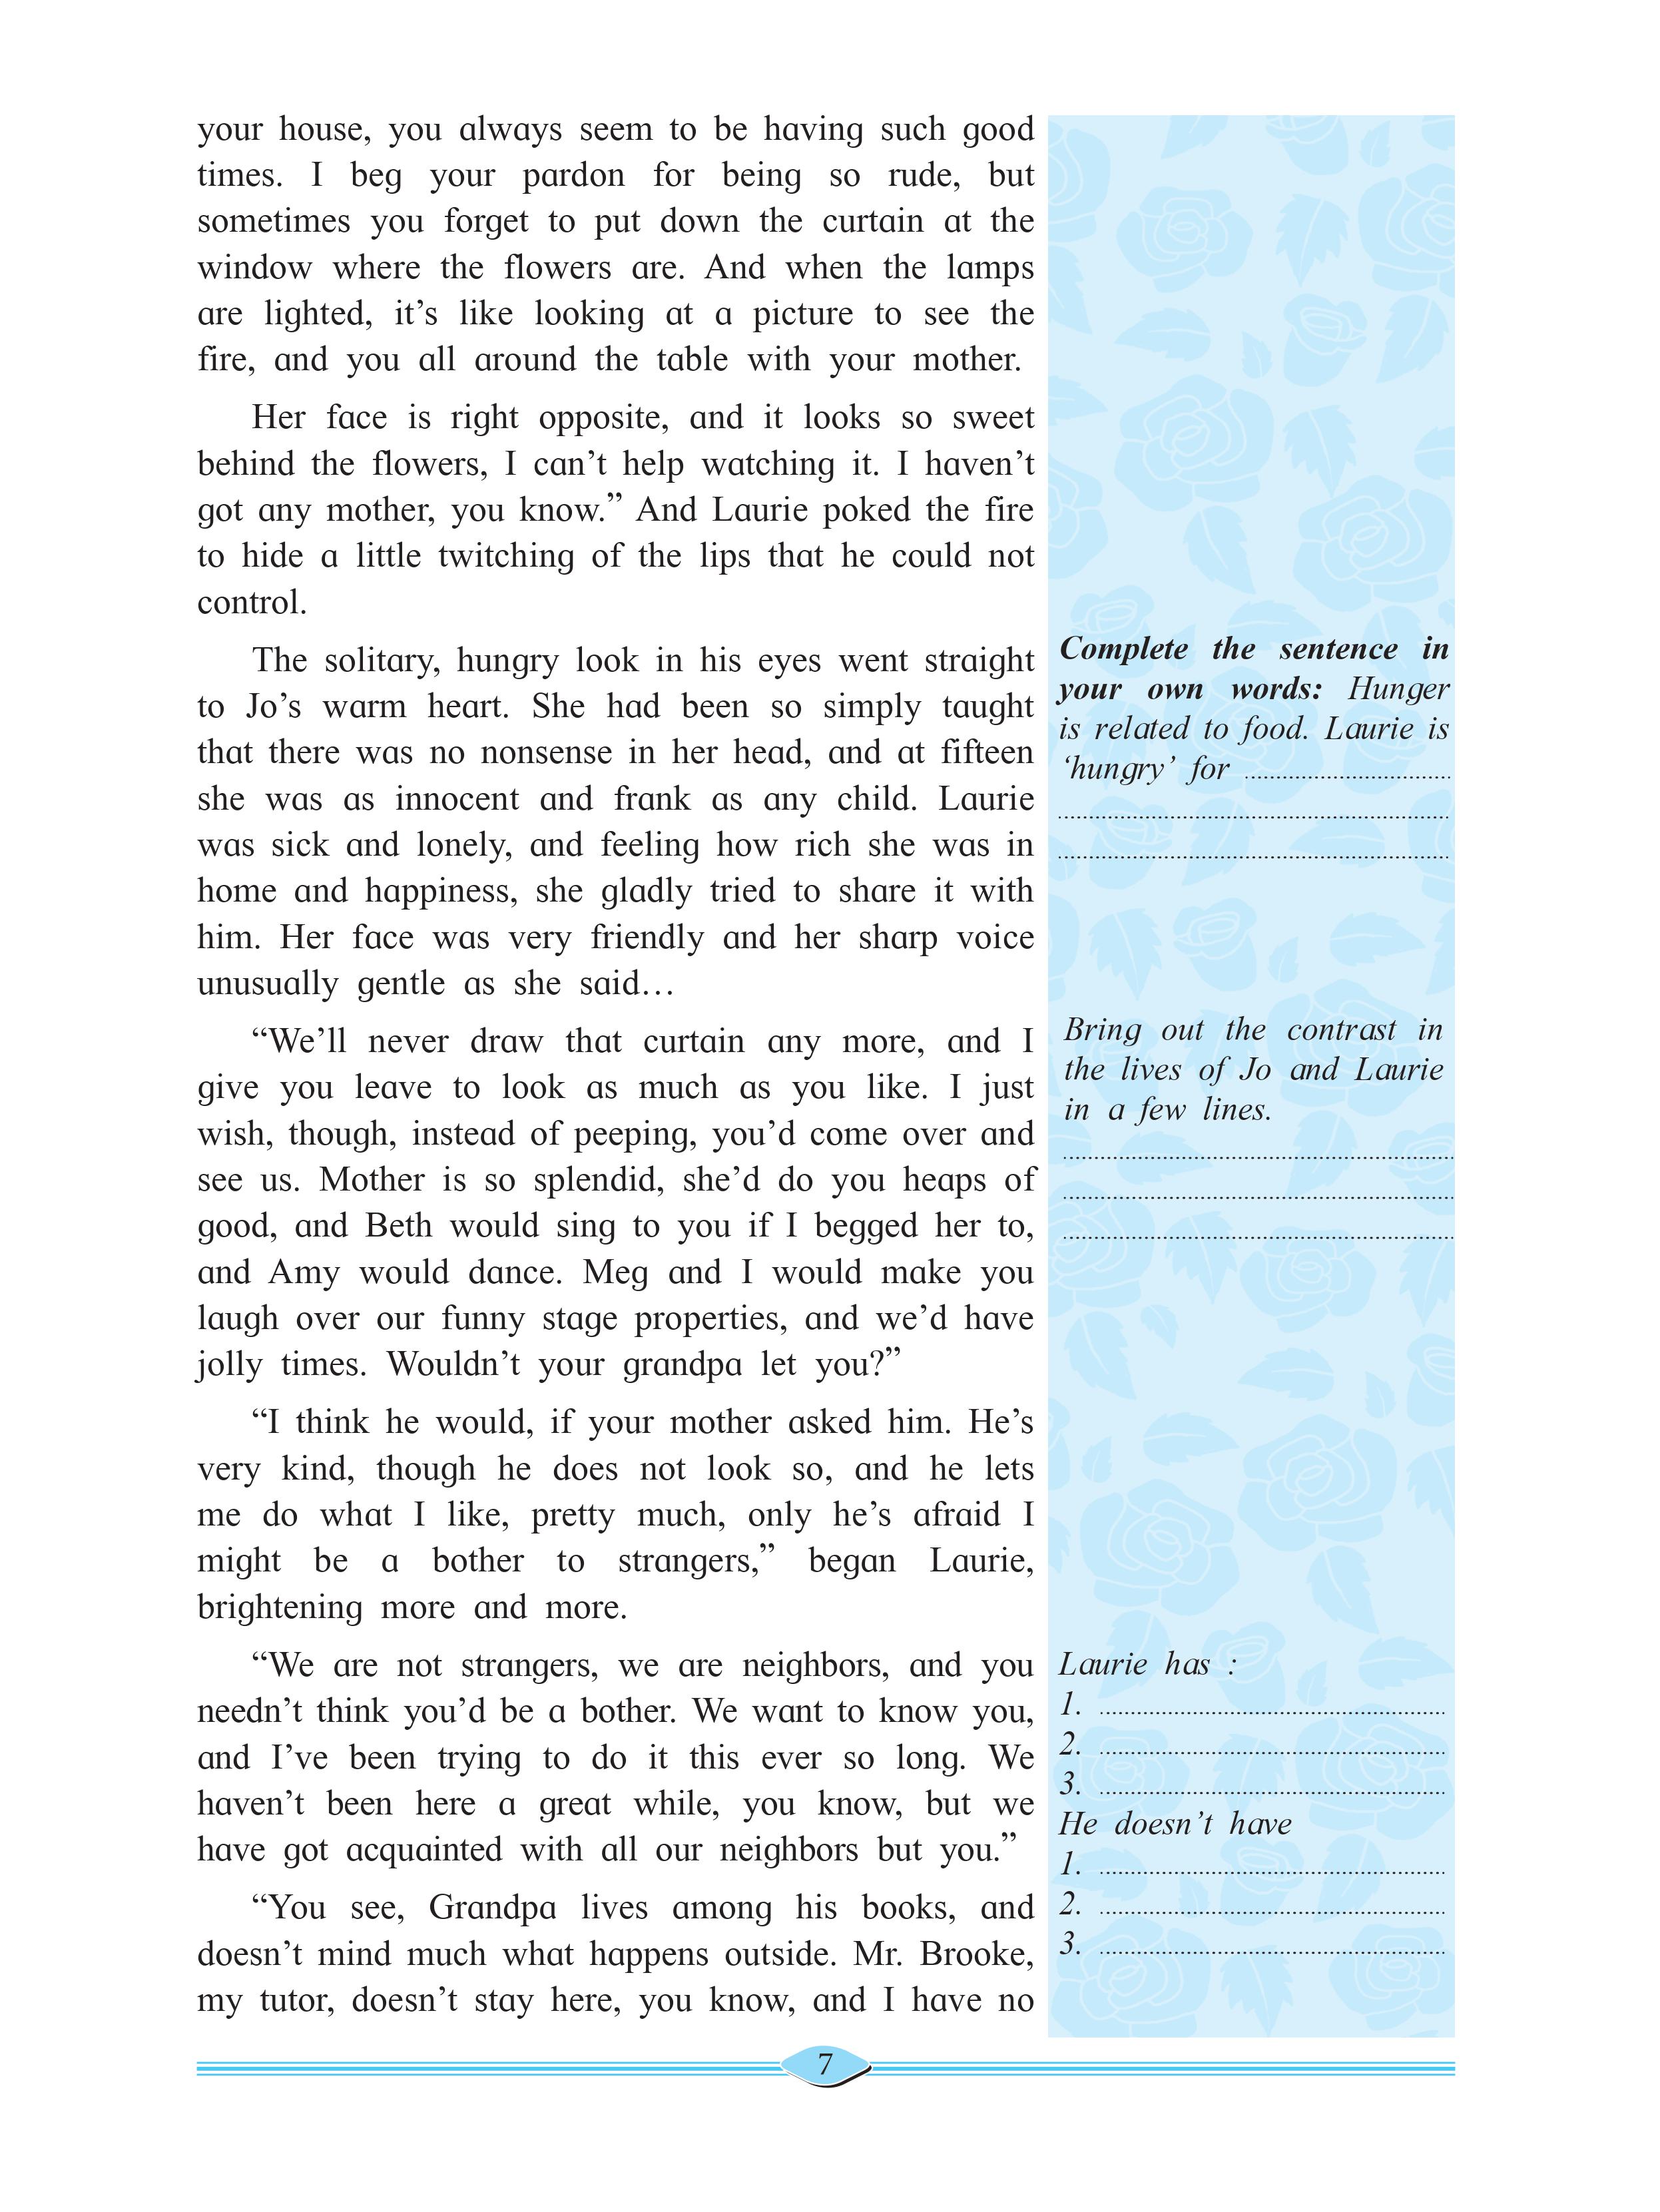 your house, you always seem to be having such good
times. I beg your pardon for being so rude, but
sometimes you forget to put down the curtain at the
window where the flowers are. And when the lamps
are lighted, it’s like looking at a picture to see the
fire, and you all around the table with your mother.
Her face is right opposite, and it looks so sweet
behind the flowers, I can’t help watching it. I haven’t
got any mother, you know.” And Laurie poked the fire
to hide a little twitching of the lips that he could not
control.
The solitary, hungry look in his eyes went straight
to Jo’s warm heart. She had been so simply taught
that there was no nonsense in her head, and at fifteen
she was as innocent and frank as any child. Laurie
was sick and lonely, and feeling how rich she was in
home and happiness, she gladly tried to share it with
him. Her face was very friendly and her sharp voice
unusually gentle as she said…
“We’ll never draw that curtain any more, and I
give you leave to look as much as you like. I just
wish, though, instead of peeping, you’d come over and
see us. Mother is so splendid, she’d do you heaps of
good, and Beth would sing to you if I begged her to,
and Amy would dance. Meg and I would make you
laugh over our funny stage properties, and we’d have
jolly times. Wouldn’t your grandpa let you?”
“I think he would, if your mother asked him. He’s
very kind, though he does not look so, and he lets
me do what I like, pretty much, only he’s afraid I
might be a bother to strangers,” began Laurie,
brightening more and more.
“We are not strangers, we are neighbors, and you
needn’t think you’d be a bother. We want to know you,
and I’ve been trying to do it this ever so long. We
haven’t been here a great while, you know, but we
have got acquainted with all our neighbors but you.”
“You see, Grandpa lives among his books, and
doesn’t mind much what happens outside. Mr. Brooke,
my tutor, doesn’t stay here, you know, and I have no
Complete the sentence in
your own words: Hunger
is related to food. Laurie is
‘hungry’ for ..............................
..............................
..............................
Bring out the contrast in
the lives of Jo and Laurie
in a few lines.
..............................
..............................
..............................
Laurie has :
1. ..............................
2. ..............................
3. ..............................
He doesn’t have
1. ..............................
2. ..............................
3. ..............................
7